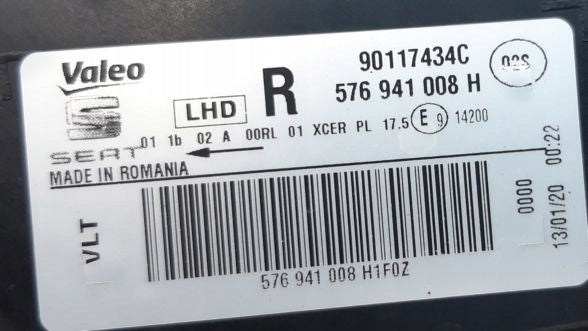 Valeo
90117434C
02S
LHD
R
576 941 008 H
01 1b 02 A 00RL 01 XCER PL 17.5 E 9 14200
SEAT
MADE IN ROMANIA
VLT
0000
13/01/20 00:22
576 941 008 H1F0Z